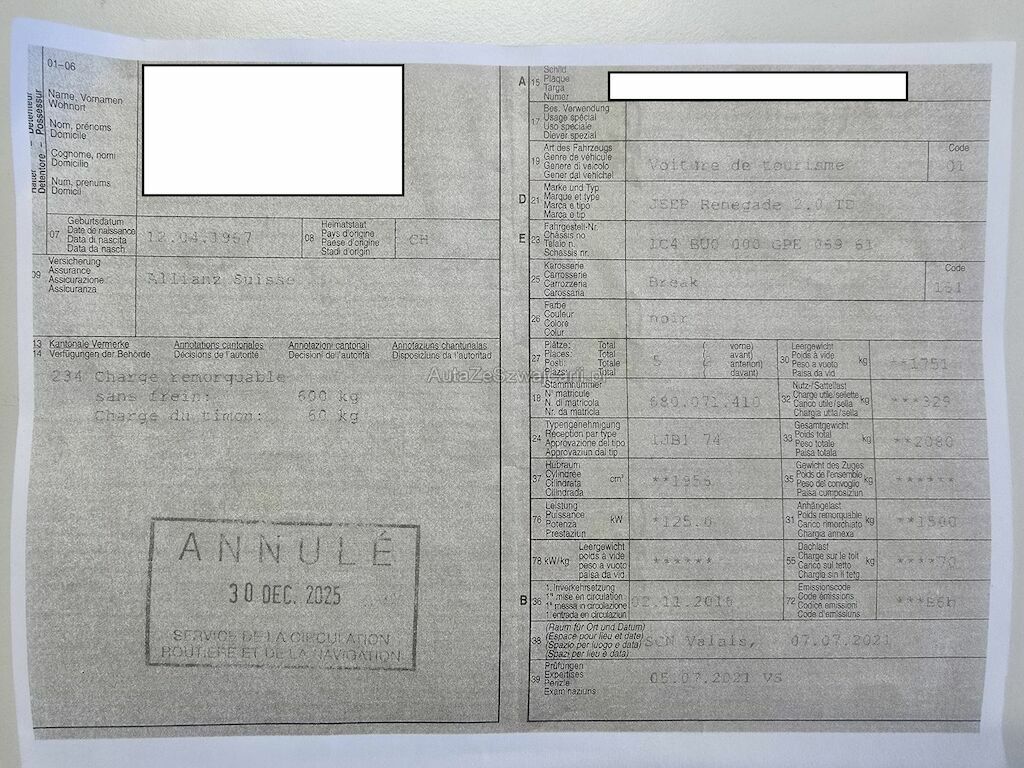 01-06
Name, Vornamen
Wohnort
Nom, prénoms
Domicile
Cognome, nomi
Domicilio
Num, prenums
Domicil
Détenteur
Detentore - Possessur
07 Geburtsdatum
Date de naissance
Data di nascita
Data da nasch.
12.04.1967
08 Heimatstaat
Pays d'origine
Paese d'origine
Stadi d'origin
CH
09 Versicherung
Assurance
Assicurazione
Assicuranza
Allianz Suisse
13 Kantonale Vermerke Annotations cantonales Annotazioni cantonali Annotaziuns chantunalas
14 Verfügungen der Behörde Décisions de l'autorité Decisioni de l'autorità Disposiziuns da l'autoritad
234 Charge remorquable
sans frein: 600 kg
Charge du timon: 60 kg
ANNULÉ
30 DEC. 2025
SERVICE DE LA CIRCULATION
ROUTIÈRE ET DE LA NAVIGATION
A 15 Schild
Plaque
Targa
Numer
17 Bes. Verwendung
Usage spécial
Uso speciale
Diever spezial
19 Art des Fahrzeugs
Genre de véhicule
Genere di veicolo
Gener dal vehichel
Voiture de tourisme
Code
01
D 21 Marke und Typ
Marque et type
Marca e tipo
Marca e tip
JEEP Renegade 2.0 TD
E 23 Fahrgestell-Nr.
Châssis no
Telaio n.
Schassis nr.
1C4 BU0 000 GPE 069 61
25 Karosserie
Carrosserie
Carrozzeria
Carossaria
Break
Code
151
26 Farbe
Couleur
Colore
Colur
noir
27 Plätze: Total (vorne)
Places: Total avant)
Posti: Totale anterion)
Plazs: Total davant)
5
30 Leergewicht
Poids à vide
Peso a vuoto
Paisa da vid
kg
**1751
18 Stammnummer
N° matricule
N. di matricola
Nr. da matricla
680.071.410
32 Nutz-/Sattellast
Charge utile/sellette
Carico utile/sella
Chargia utila/sella
kg
***329
24 Typengenehmigung
Réception par type
Approvazione del tipo
Approvaziun dal tip
1JB1 74
33 Gesamtgewicht
Poids total
Peso totale
Paisa totala
kg
**2080
37 Hubraum
Cylindrée
Cilindrata
Cilindrada
cm³
**1956
35 Gewicht des Zuges
Poids de l'ensemble
Peso del convoglio
Paisa cumposiziun
kg
******
76 Leistung
Puissance
Potenza
Prestaziun
kW
*125.0
31 Anhängelast
Poids remorquable
Carico rimorchiato
Chargia annexa
kg
**1500
78 kW/kg Leergewicht
poids à vide
peso a vuoto
paisa da vid
******
55 Dachlast
Charge sur le toit
Carico sul tetto
Chargia sin il tetg
kg
****70
B 36 1. Inverkehrsetzung
1re mise en circulation
1a messa in circolazione
1 entrada en circulaziun
02.11.2016
72 Emissionscode
Code émissions
Codice emissioni
Code d'emissiuns
***B6b
38 (Raum für Ort und Datum)
(Espace pour lieu et date)
(Spazio per luogo e data)
(Spazi per lieu e data)
SCN Valais, 07.07.2021
39 Prüfungen
Expertises
Perizie
Examinaziuns
05.07.2021 VS
AutaZeSzwajcarii.pl